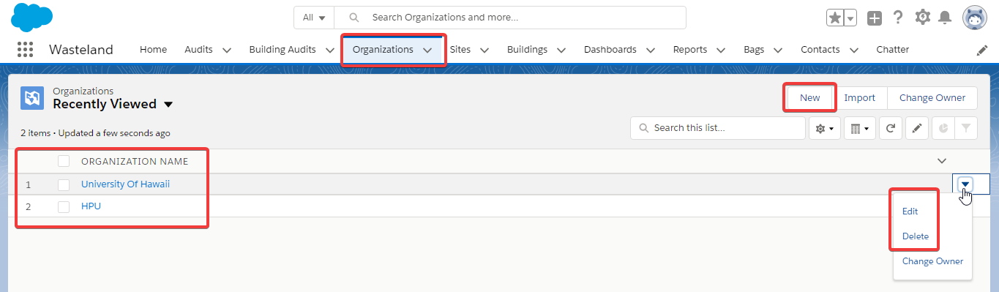 All Search Organizations and more...
Wasteland Home Audits Building Audits Organizations Sites Buildings Dashboards Reports Bags Contacts Chatter
Organizations
Recently Viewed
New Import Change Owner
2 items • Updated a few seconds ago
Search this list...
ORGANIZATION NAME
1 University Of Hawaii
2 HPU
Edit
Delete
Change Owner